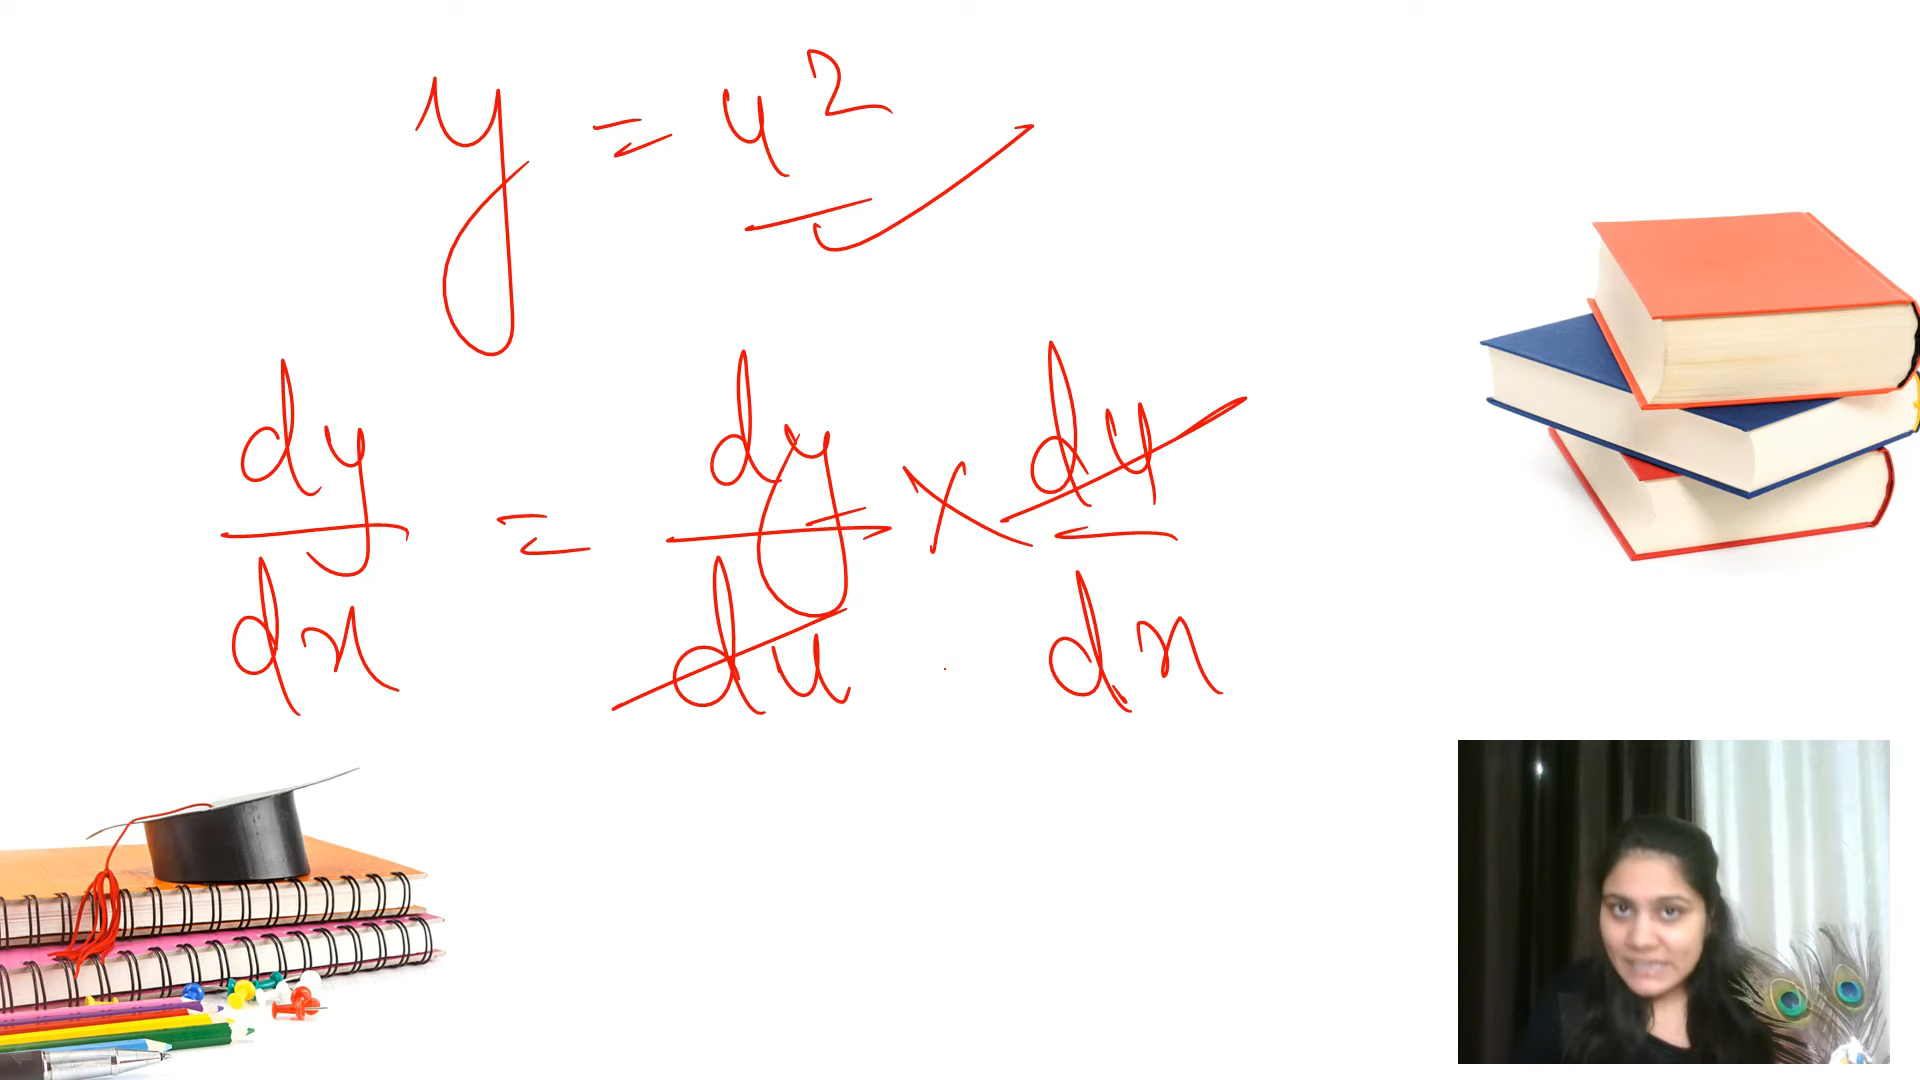 y = u²
dy/dx = dy/du × du/dx